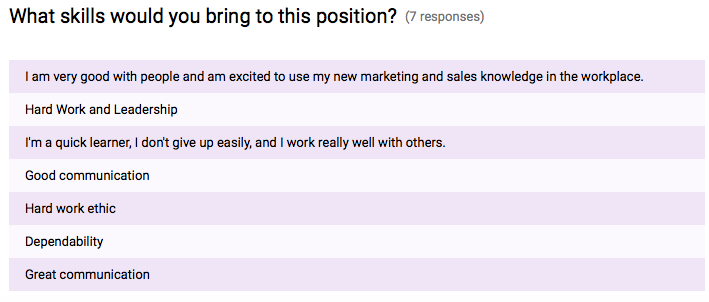 What skills would you bring to this position? (7 responses)
I am very good with people and am excited to use my new marketing and sales knowledge in the workplace.
Hard Work and Leadership
I'm a quick learner, I don't give up easily, and I work really well with others.
Good communication
Hard work ethic
Dependability
Great communication